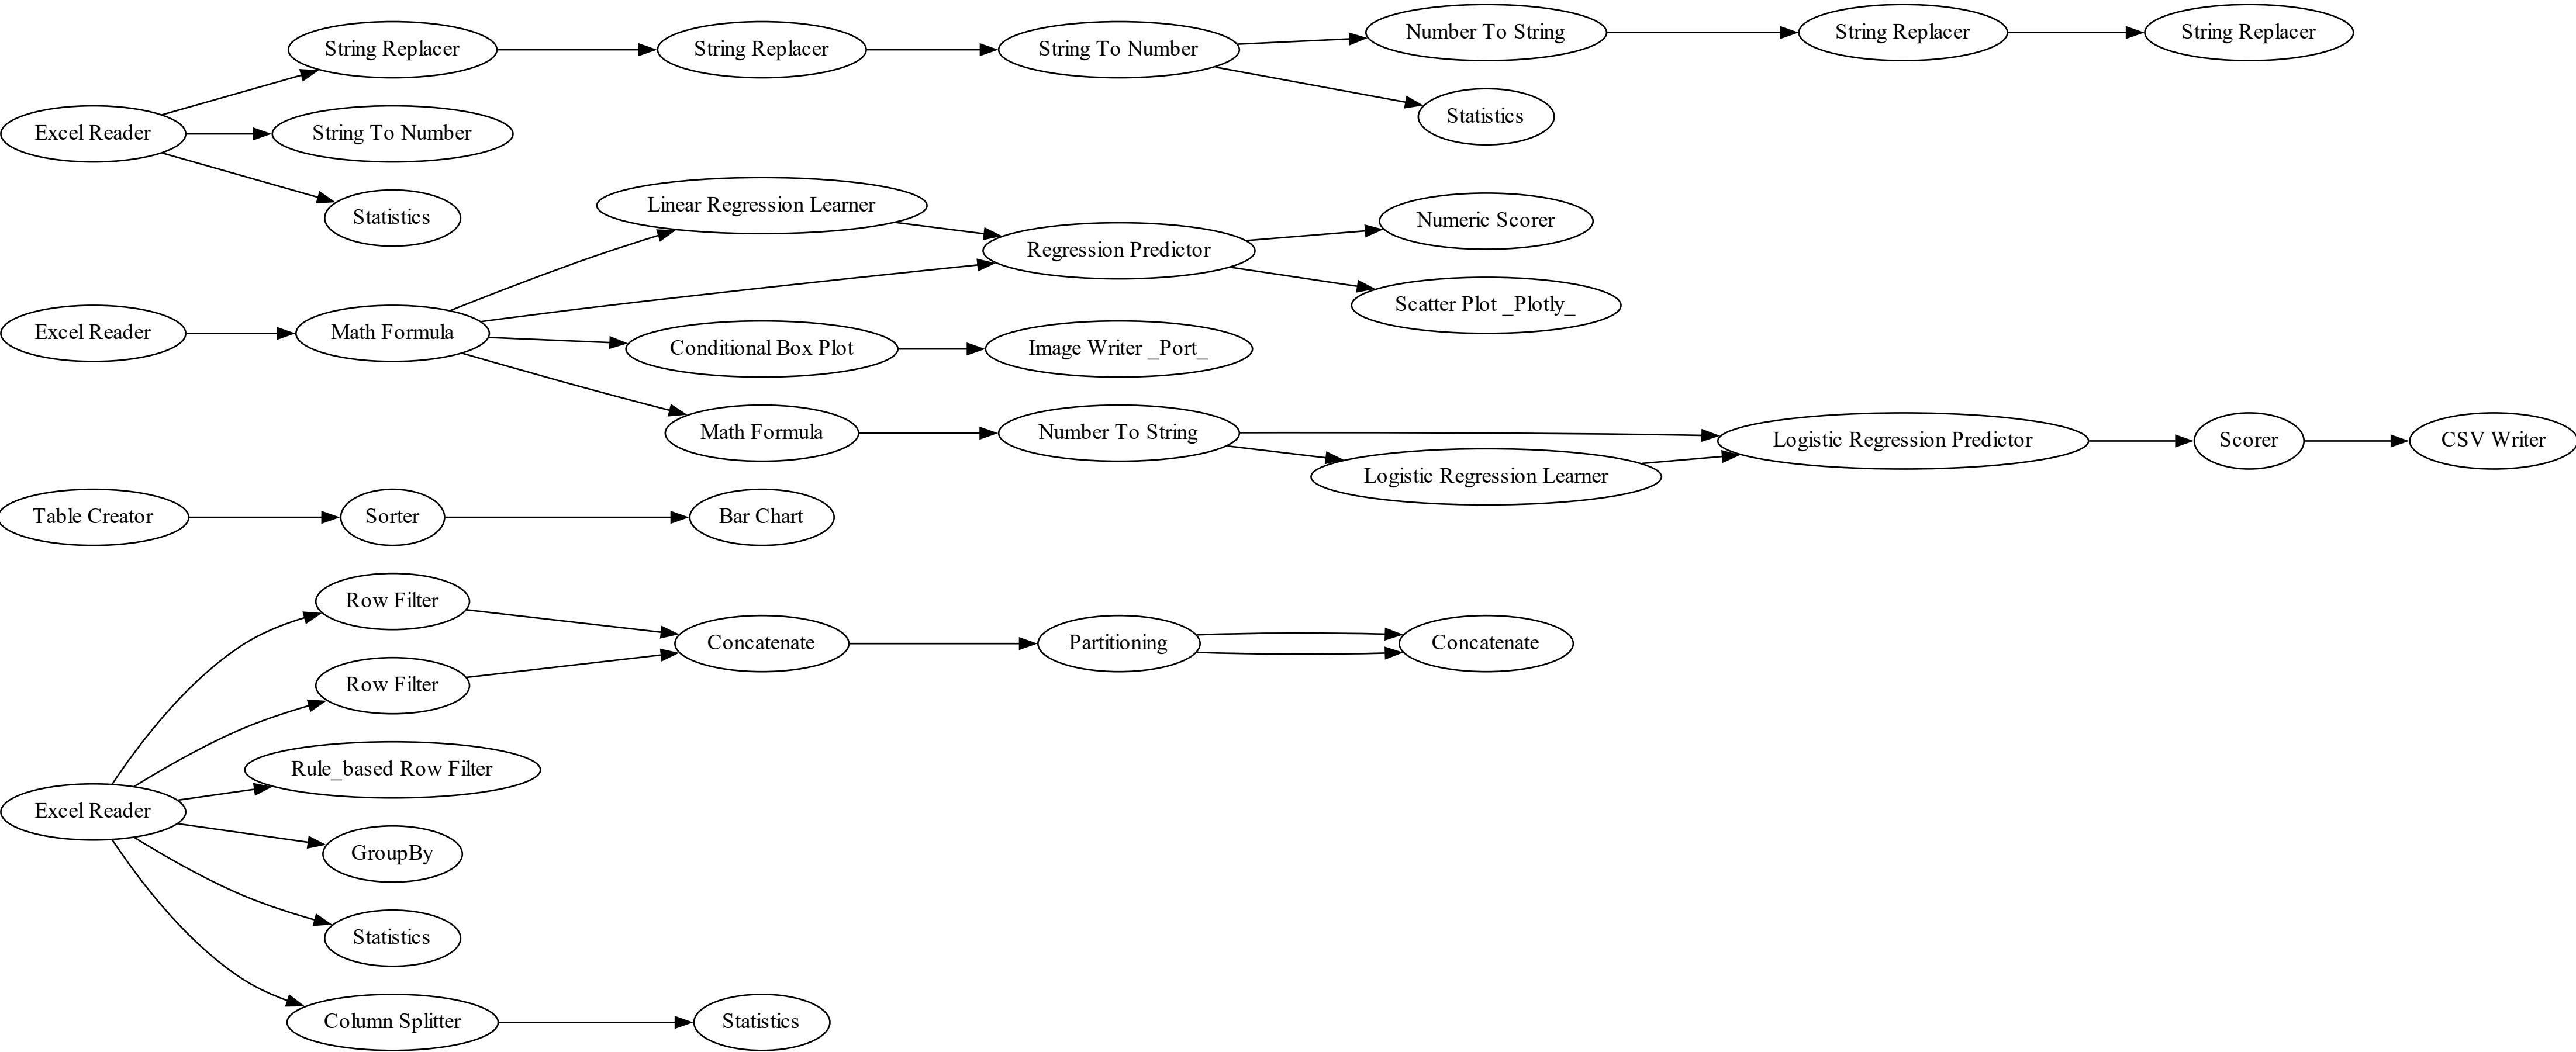 String Replacer
String Replacer
String To Number
Number To String
String Replacer
String Replacer
Excel Reader
String To Number
Statistics
Statistics
Linear Regression Learner
Regression Predictor
Numeric Scorer
Scatter Plot _Plotly_
Excel Reader
Math Formula
Conditional Box Plot
Image Writer _Port_
Math Formula
Number To String
Logistic Regression Predictor
Scorer
CSV Writer
Logistic Regression Learner
Table Creator
Sorter
Bar Chart
Row Filter
Concatenate
Partitioning
Concatenate
Row Filter
Rule_based Row Filter
Excel Reader
GroupBy
Statistics
Column Splitter
Statistics